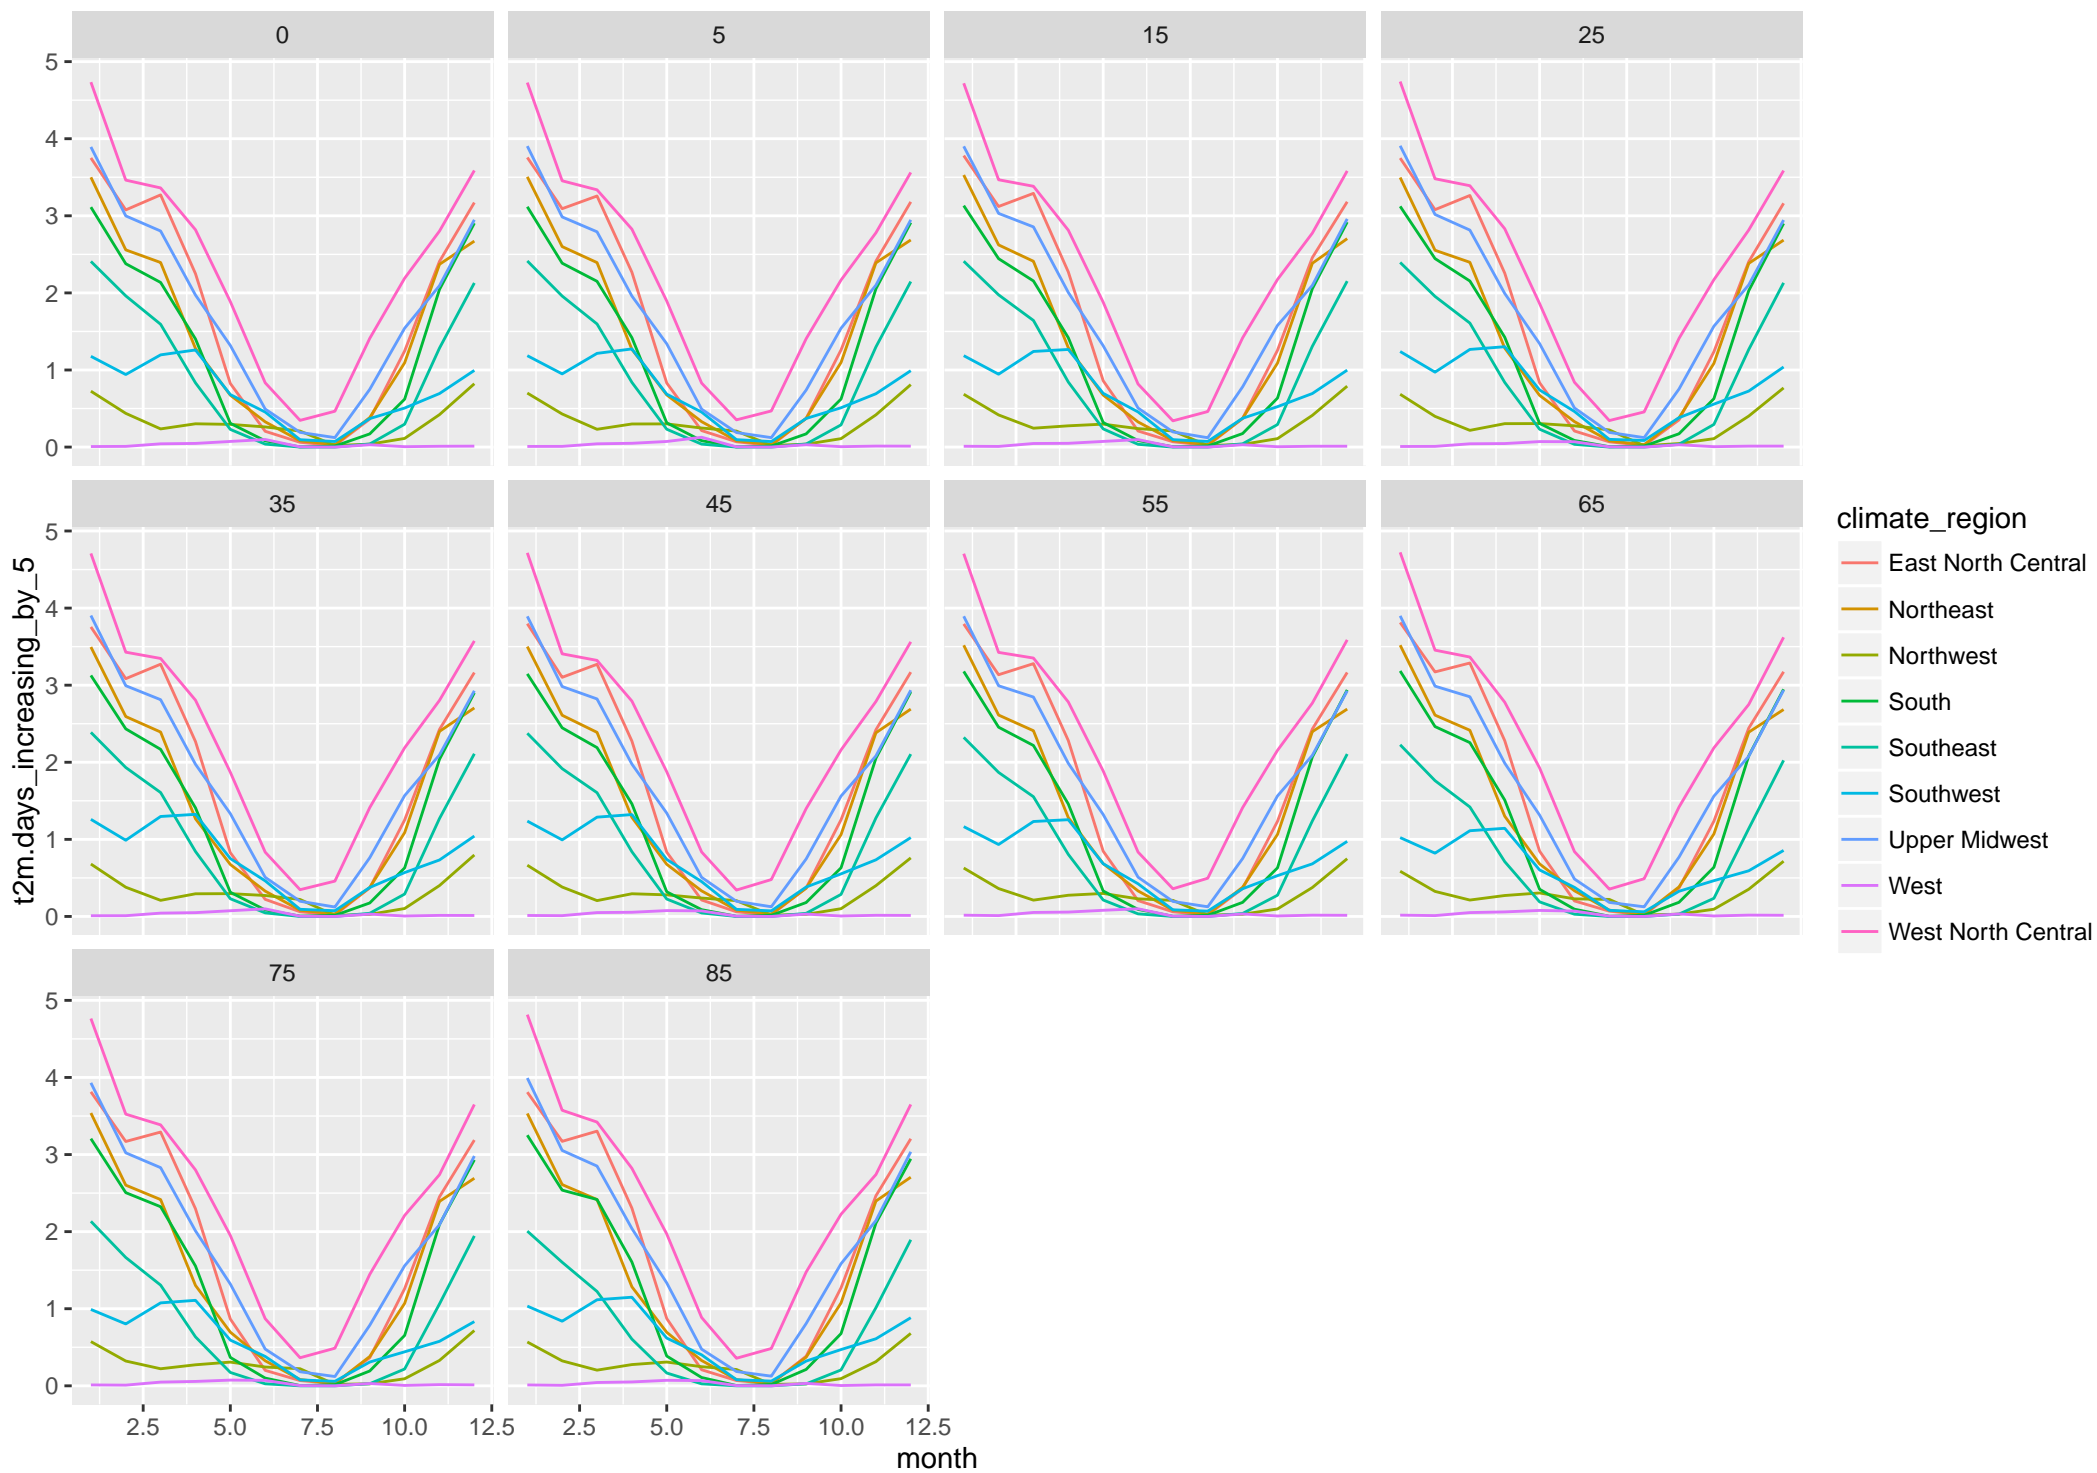 0 5 15 25
5
4
3
2
1
0
35 45 55 65
5
4
3
2
1
0
75 85
5
4
3
2
1
0
2.5 5.0 7.5 10.0 12.5 2.5 5.0 7.5 10.0 12.5
month
t2m.days_increasing_by_5
climate_region
East North Central
Northeast
Northwest
South
Southeast
Southwest
Upper Midwest
West
West North Central